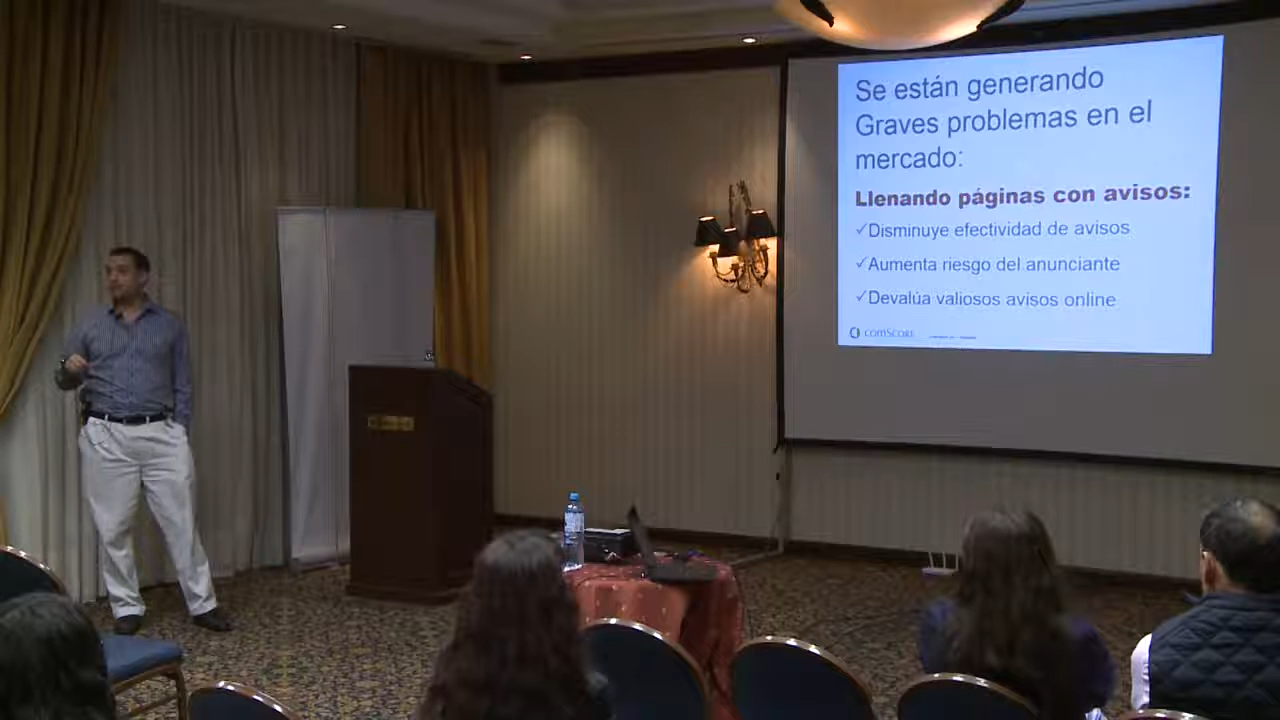 Se están generando
Graves problemas en el
mercado:
Llenando páginas con avisos:
✓Disminuye efectividad de avisos
✓Aumenta riesgo del anunciante
✓Devalúa valiosos avisos online
COMSCORE